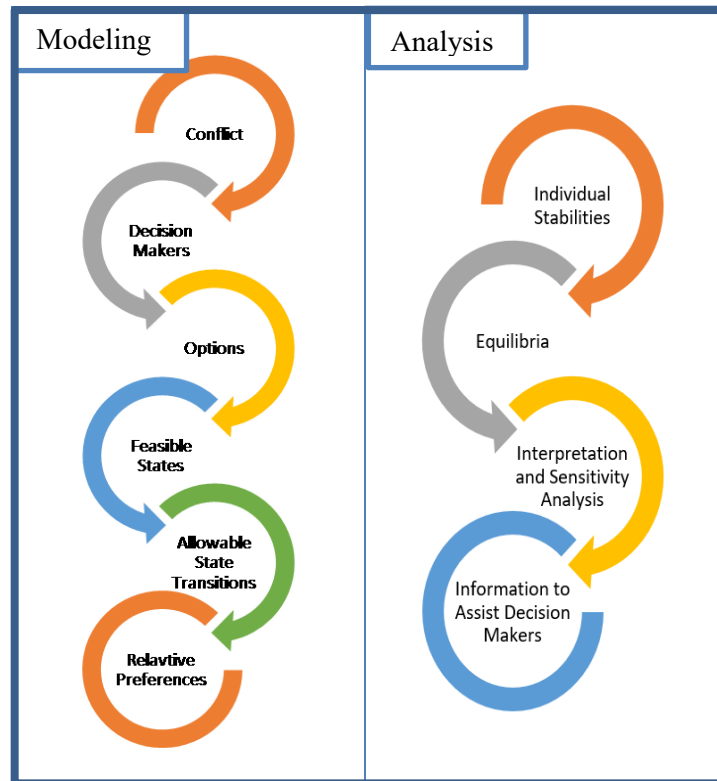 Modeling
Conflict
Decision
Makers
Options
Feasible
States
Allowable
State
Transitions
Relavtive
Preferences
Analysis
Individual
Stabilities
Equilibria
Interpretation
and Sensitivity
Analysis
Information to
Assist Decision
Makers